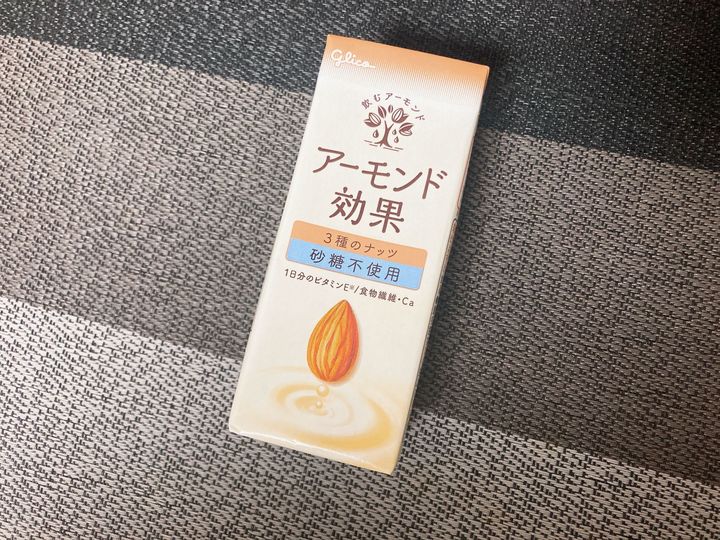 glico
飲むアーモンド
アーモンド
効果
3種のナッツ
砂糖不使用
1日分のビタミンE※/食物繊維・Ca